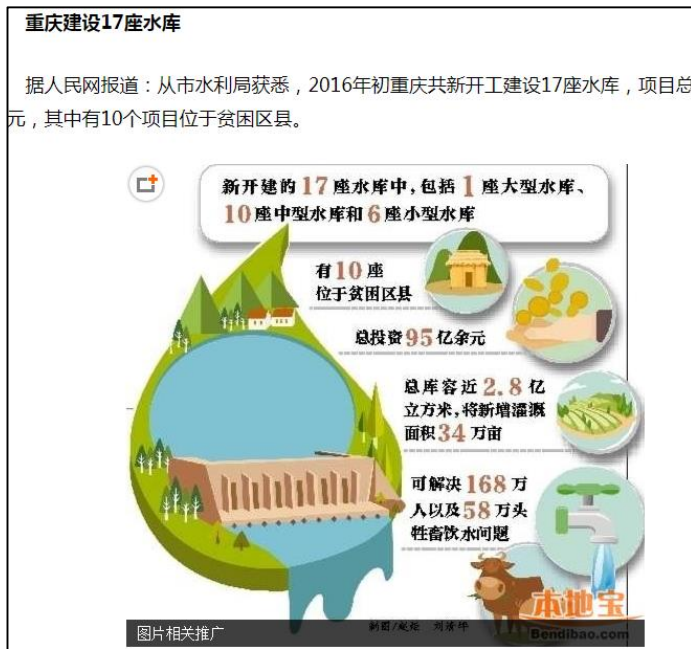 重庆建设17座水库
据人民网报道：从市水利局获悉，2016年初重庆共新开工建设17座水库，项目总
元，其中有10个项目位于贫困区县。
新开建的17座水库中，包括1座大型水库、
10座中型水库和6座小型水库
有10座
位于贫困区县
总投资95亿余元
总库容近2.8亿
立方米，将新增灌溉
面积34万亩
可解决168万
人以及58万头
牲畜饮水问题
本地宝
Bendibao.com
图片相关推广